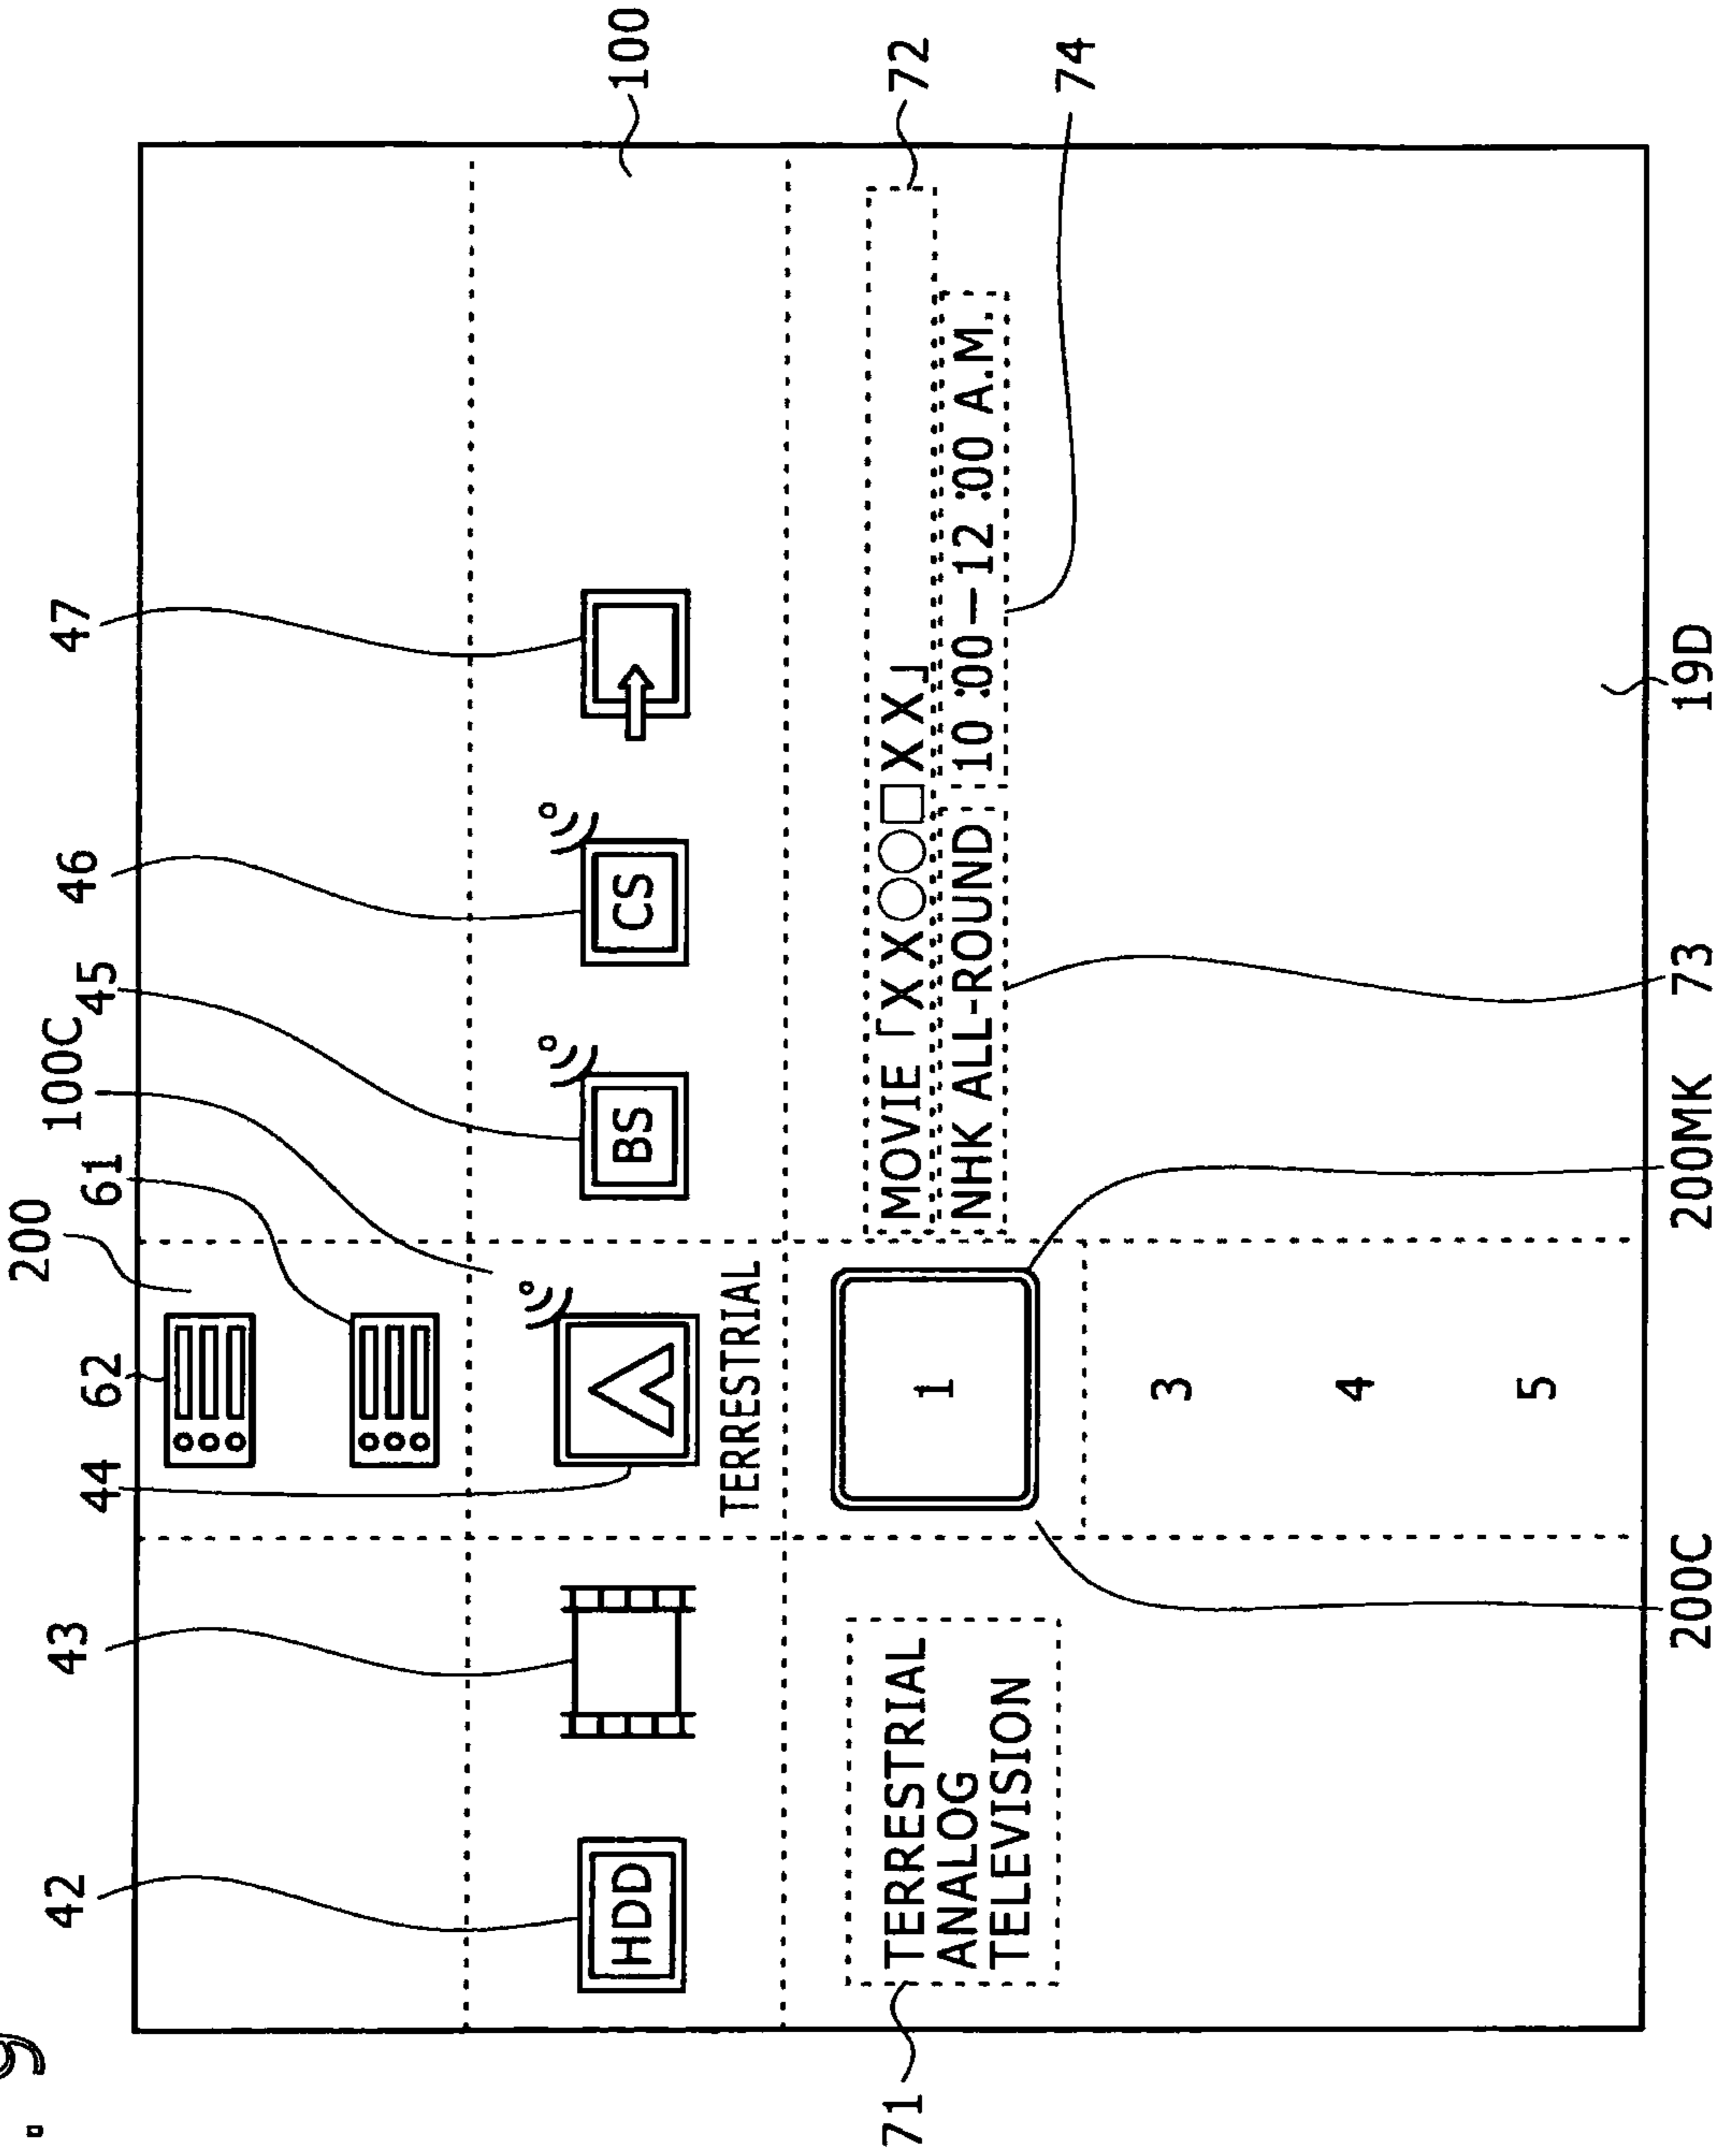 200
62
61
100C
44
45
46
47
42
43
100
HDD
BS
CS
TERRESTRIAL
71
TERRESTRIAL
ANALOG
TELEVISION
1
MOVIE「XX○○□XX」
72
NHK ALL-ROUND
10:00—12:00 A.M.
74
3
4
5
200C
200MK
73
19D